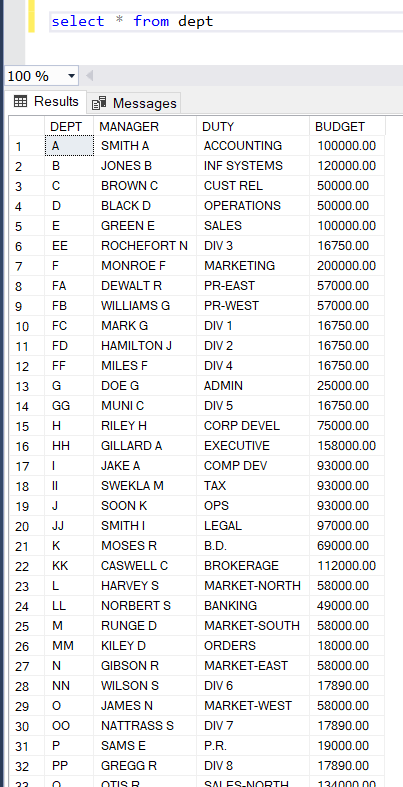 select * from dept
100 %
Results Messages
DEPT MANAGER DUTY BUDGET
1 A SMITH A ACCOUNTING 100000.00
2 B JONES B INF SYSTEMS 120000.00
3 C BROWN C CUST REL 50000.00
4 D BLACK D OPERATIONS 50000.00
5 E GREEN E SALES 100000.00
6 EE ROCHEFORT N DIV 3 16750.00
7 F MONROE F MARKETING 200000.00
8 FA DEWALT R PR-EAST 57000.00
9 FB WILLIAMS G PR-WEST 57000.00
10 FC MARK G DIV 1 16750.00
11 FD HAMILTON J DIV 2 16750.00
12 FF MILES F DIV 4 16750.00
13 G DOE G ADMIN 25000.00
14 GG MUNI C DIV 5 16750.00
15 H RILEY H CORP DEVEL 75000.00
16 HH GILLARD A EXECUTIVE 158000.00
17 I JAKE A COMP DEV 93000.00
18 II SWEKLA M TAX 93000.00
19 J SOON K OPS 93000.00
20 JJ SMITH I LEGAL 97000.00
21 K MOSES R B.D. 69000.00
22 KK CASWELL C BROKERAGE 112000.00
23 L HARVEY S MARKET-NORTH 58000.00
24 LL NORBERT S BANKING 49000.00
25 M RUNGE D MARKET-SOUTH 58000.00
26 MM KILEY D ORDERS 18000.00
27 N GIBSON R MARKET-EAST 58000.00
28 NN WILSON S DIV 6 17890.00
29 O JAMES N MARKET-WEST 58000.00
30 OO NATTRASS S DIV 7 17890.00
31 P SAMS E P.R. 19000.00
32 PP GREGG R DIV 8 17890.00
33 OTIS R SALES-NORTH 134000.00